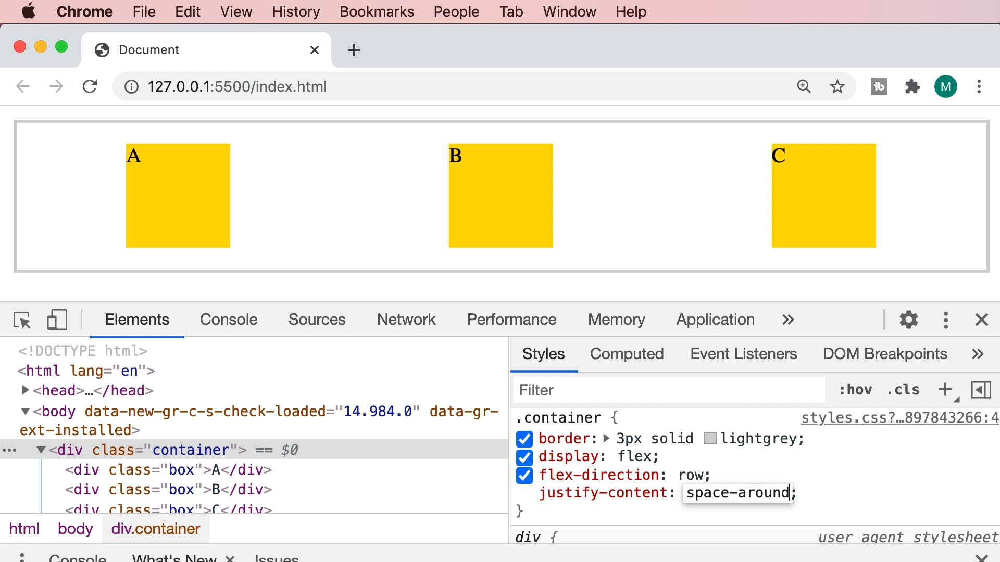 Chrome File Edit View History Bookmarks People Tab Window Help
Document
127.0.0.1:5500/index.html
M
A B C
Elements Console Sources Network Performance Memory Application
<!DOCTYPE html>
<html lang="en">
<head>…</head>
<body data-new-gr-c-s-check-loaded="14.984.0" data-gr-
ext-installed>
<div class="container"> == $0
<div class="box">A</div>
<div class="box">B</div>
<div class="box">C</div>
html body div.container
Styles Computed Event Listeners DOM Breakpoints
Filter :hov .cls
.container { styles.css?…897843266:4
border: 3px solid lightgrey;
display: flex;
flex-direction: row;
justify-content: space-around;
}
div { user agent stylesheet
Console What's New Issues